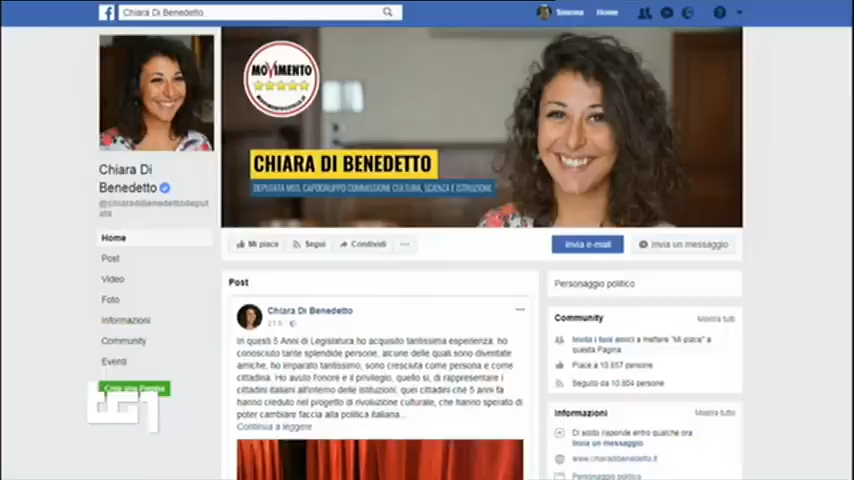 Chiara Di Benedetto
Simona Home
MOVIMENTO
CHIARA DI BENEDETTO
DEPUTATA M5S, CAPOGRUPPO COMMISSIONE CULTURA, SCIENZA E ISTRUZIONE
Chiara Di
Benedetto
@chiaradibenedettodeput
ata
Home
Post
Video
Foto
Informazioni
Community
Eventi
Crea una Pagina
Mi piace Segui Condividi
Invia e-mail Invia un messaggio
Post
Chiara Di Benedetto
21 h
In questi 5 Anni di Legislatura ho acquisito tantissima esperienza, ho
conosciuto tante splendide persone, alcune delle quali sono diventate
amiche, ho imparato tantissimo, sono cresciuta come persona e come
cittadina. Ho avuto l'onore e il privilegio, quello si, di rappresentare i
cittadini italiani all'interno delle istituzioni; quei cittadini che 5 anni fa
hanno creduto nel progetto di rivoluzione culturale, che hanno sperato di
poter cambiare faccia alla politica italiana...
Continua a leggere
Personaggio politico
Community Mostra tutti
Invita i tuoi amici a mettere "Mi piace" a
questa Pagina
Piace a 10.857 persone
Seguito da 10.804 persone
Informazioni Mostra tutti
Di solito risponde entro qualche ora
Invia un messaggio
www.chiaradibenedetto.it
Personaggio politico